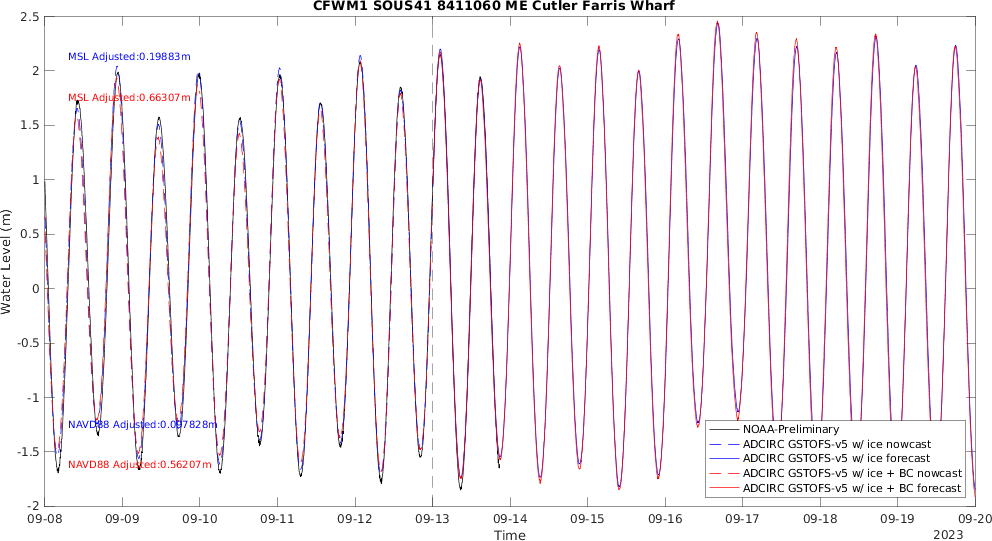 CFWM1 SOUS41 8411060 ME Cutler Farris Wharf
2.5
2
1.5
1
0.5
0
-0.5
-1
-1.5
-2
Water Level (m)
MSL Adjusted:0.19883m
MSL Adjusted:0.66307m
NAVD88 Adjusted:0.097828m
NAVD88 Adjusted:0.56207m
NOAA-Preliminary
ADCIRC GSTOFS-v5 w/ ice nowcast
ADCIRC GSTOFS-v5 w/ ice forecast
ADCIRC GSTOFS-v5 w/ ice + BC nowcast
ADCIRC GSTOFS-v5 w/ ice + BC forecast
09-08 09-09 09-10 09-11 09-12 09-13 09-14 09-15 09-16 09-17 09-18 09-19 09-20
Time
2023